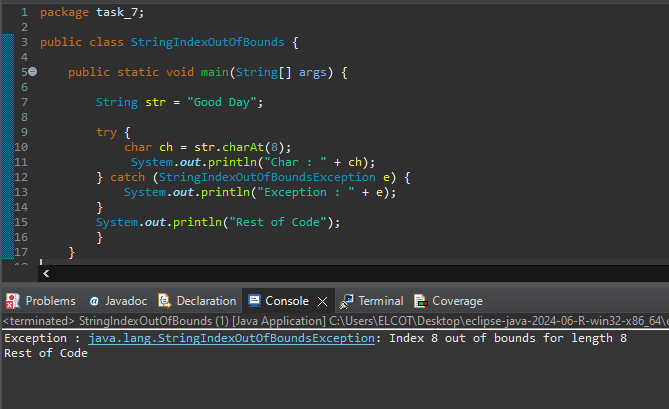 1 package task_7;
2
3 public class StringIndexOutOfBounds {
4
5 public static void main(String[] args) {
6
7 String str = "Good Day";
8
9 try {
10 char ch = str.charAt(8);
11 System.out.println("Char : " + ch);
12 } catch (StringIndexOutOfBoundsException e) {
13 System.out.println("Exception : " + e);
14 }
15 System.out.println("Rest of Code");
16 }
17 }
Problems @ Javadoc Declaration Console Terminal Coverage
<terminated> StringIndexOutOfBounds (1) [Java Application] C:\Users\ELCOT\Desktop\eclipse-java-2024-06-R-win32-x86_64\e
Exception : java.lang.StringIndexOutOfBoundsException: Index 8 out of bounds for length 8
Rest of Code